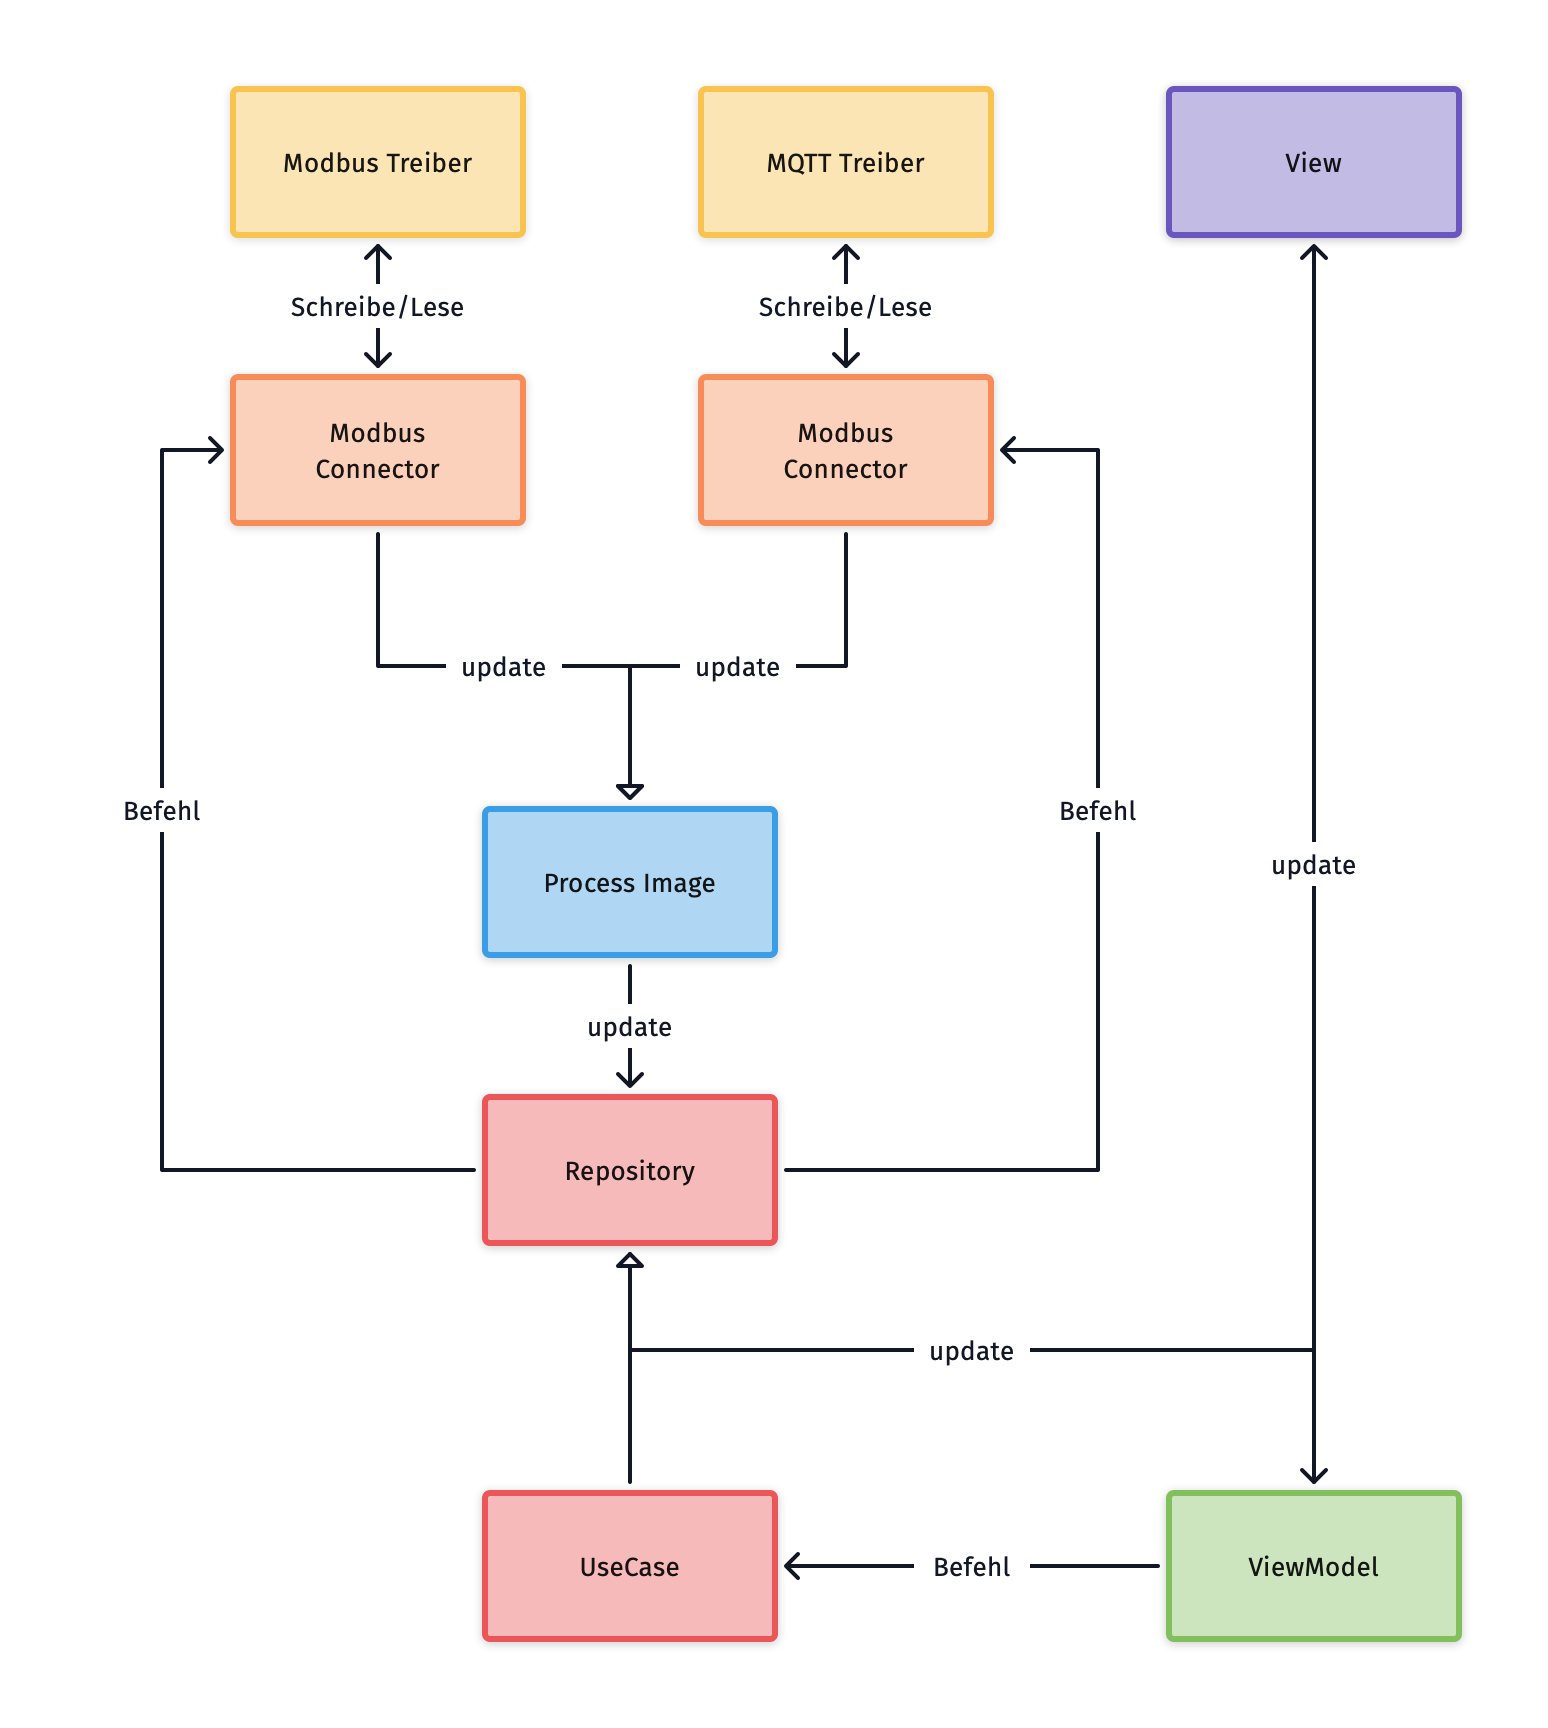 Modbus Treiber
MQTT Treiber
View
Schreibe/Lese
Schreibe/Lese
Modbus
Connector
Modbus
Connector
update
update
Befehl
Befehl
update
Process Image
update
Repository
update
UseCase
Befehl
ViewModel